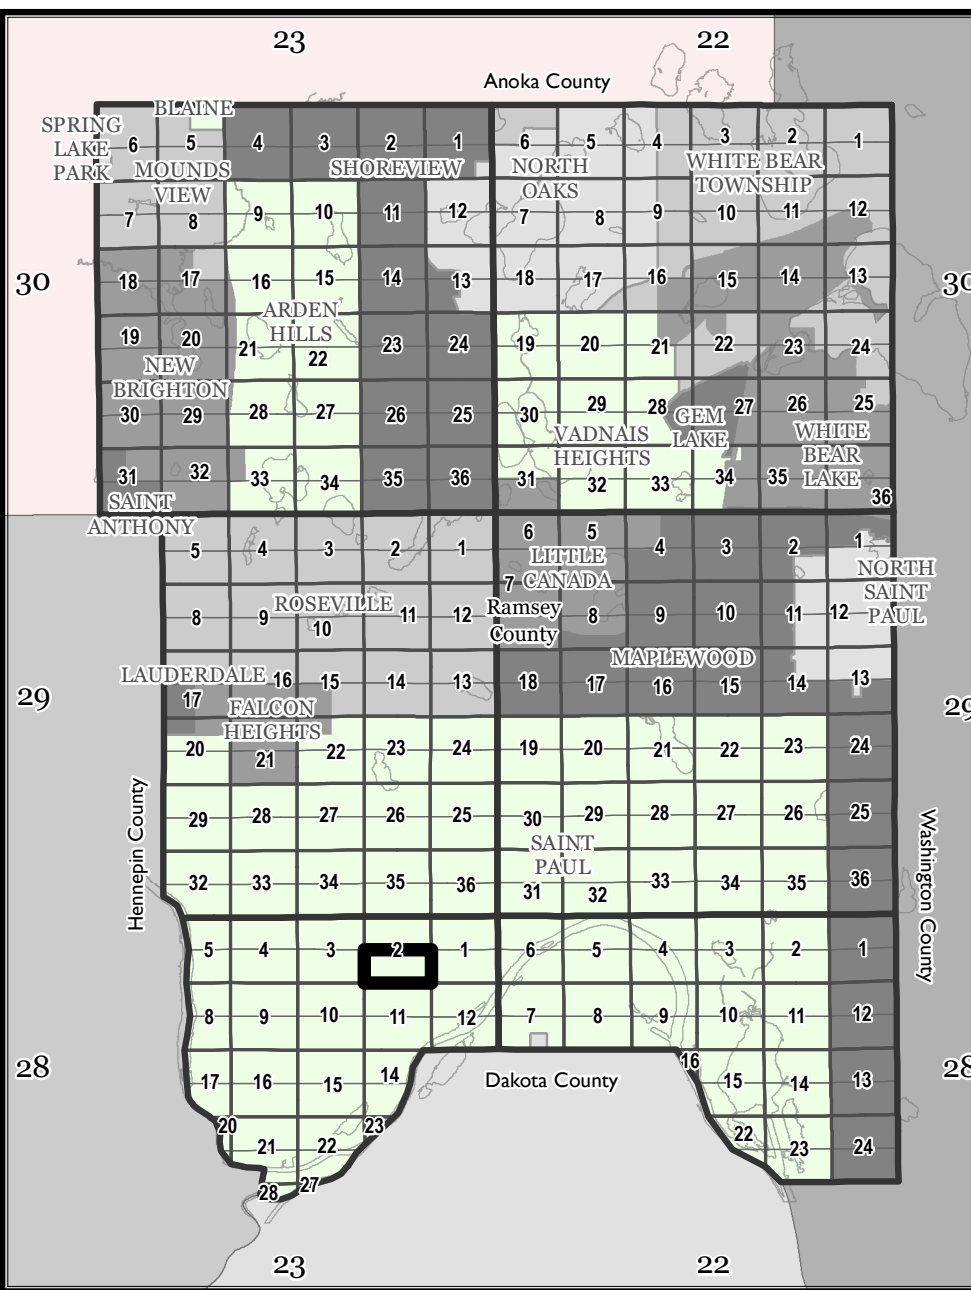 23 22
Anoka County
BLAINE
SPRING
LAKE
PARK
6 5 4 3 2 1 6 5 4 3 2 1
MOUNDS
VIEW
SHOREVIEW
NORTH
OAKS
WHITE BEAR
TOWNSHIP
7 8 9 10 11 12 7 8 9 10 11 12
30 18 17 16 15 14 13 18 17 16 15 14 13 30
ARDEN
HILLS
19 20 21 22 23 24 19 20 21 22 23 24
NEW
BRIGHTON
30 29 28 27 26 25 30 29 28 27 26 25
GEM
LAKE
VADNAIS
HEIGHTS
WHITE
BEAR
LAKE
31 32 33 34 35 36 31 32 33 34 35 36
SAINT
ANTHONY
5 4 3 2 1 6 5 4 3 2 1
LITTLE
CANADA
NORTH
SAINT
PAUL
ROSEVILLE
Ramsey
County
8 9 10 11 12 7 8 9 10 11 12
MAPLEWOOD
LAUDERDALE
29 17 16 15 14 13 18 17 16 15 14 13 29
FALCON
HEIGHTS
20 21 22 23 24 19 20 21 22 23 24
29 28 27 26 25 30 29 28 27 26 25
SAINT
PAUL
32 33 34 35 36 31 32 33 34 35 36
Hennepin County
Washington County
5 4 3 2 1 6 5 4 3 2 1
8 9 10 11 12 7 8 9 10 11 12
28 17 16 15 14 16 15 14 13 28
Dakota County
20 21 22 23 22 23 24
28 27
23 22